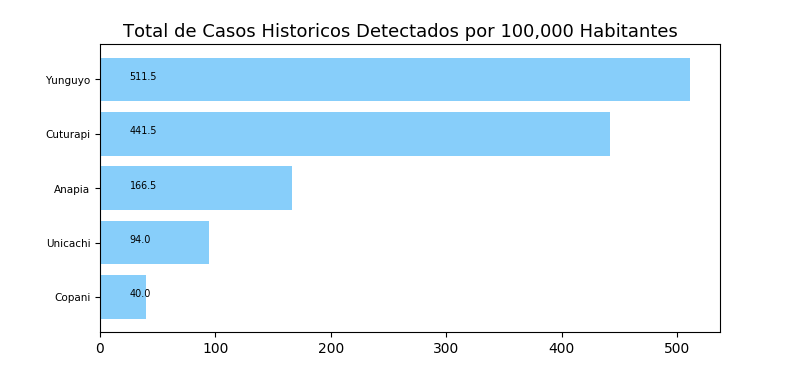 Total de Casos Historicos Detectados por 100,000 Habitantes
Yunguyo 511.5
Cuturapi 441.5
Anapia 166.5
Unicachi 94.0
Copani 40.0
0 100 200 300 400 500